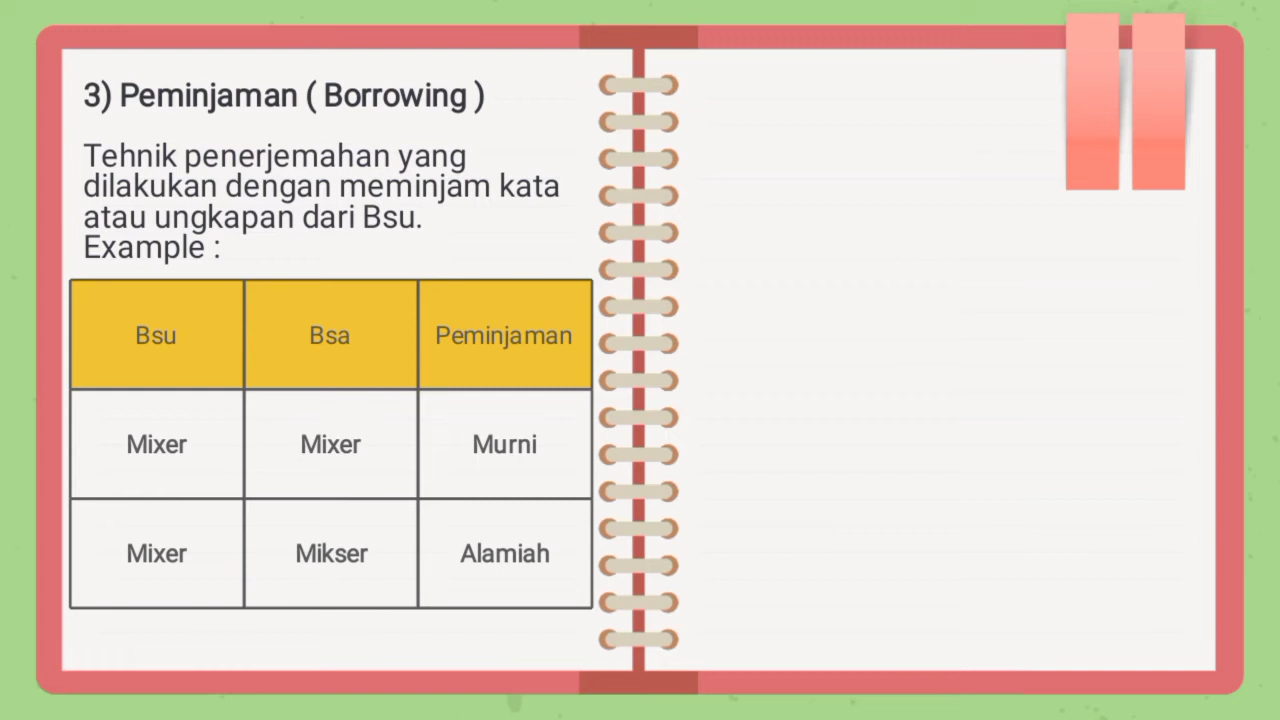 3) Peminjaman ( Borrowing )
Tehnik penerjemahan yang
dilakukan dengan meminjam kata
atau ungkapan dari Bsu.
Example :
Bsu Bsa Peminjaman
Mixer Mixer Murni
Mixer Mikser Alamiah